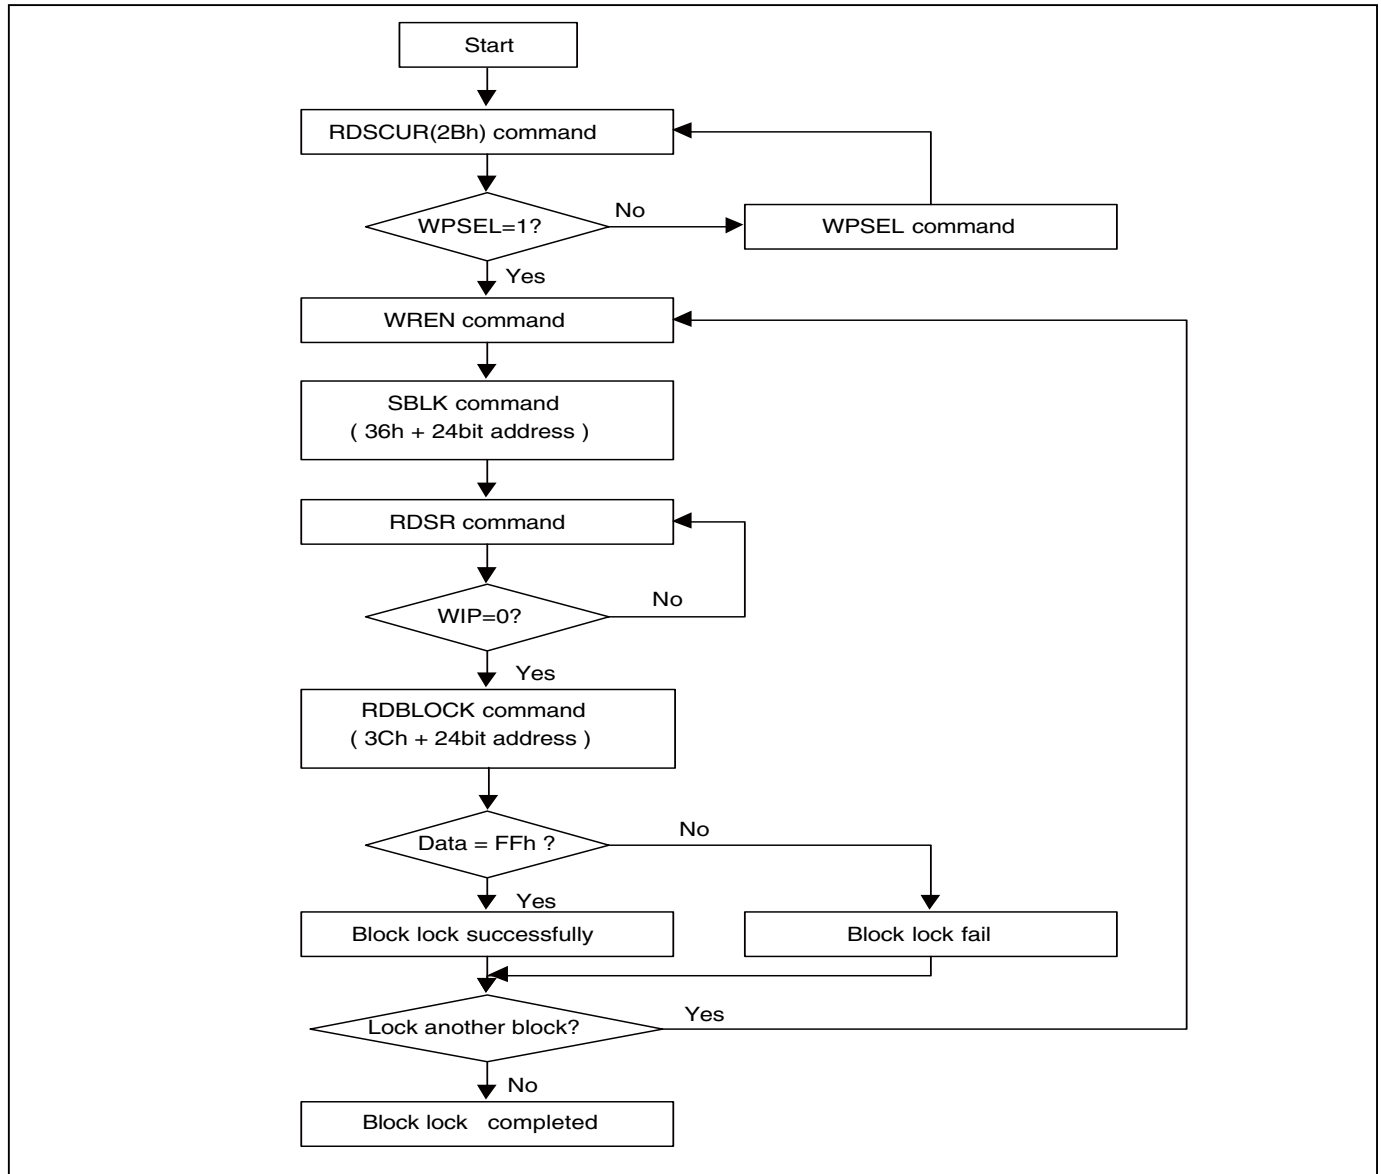 Start
RDSCUR(2Bh) command
WPSEL=1?
No
WPSEL command
Yes
WREN command
SBLK command
( 36h + 24bit address )
RDSR command
WIP=0?
No
Yes
RDBLOCK command
( 3Ch + 24bit address )
Data = FFh ?
No
Yes
Block lock successfully
Block lock fail
Lock another block?
Yes
No
Block lock completed